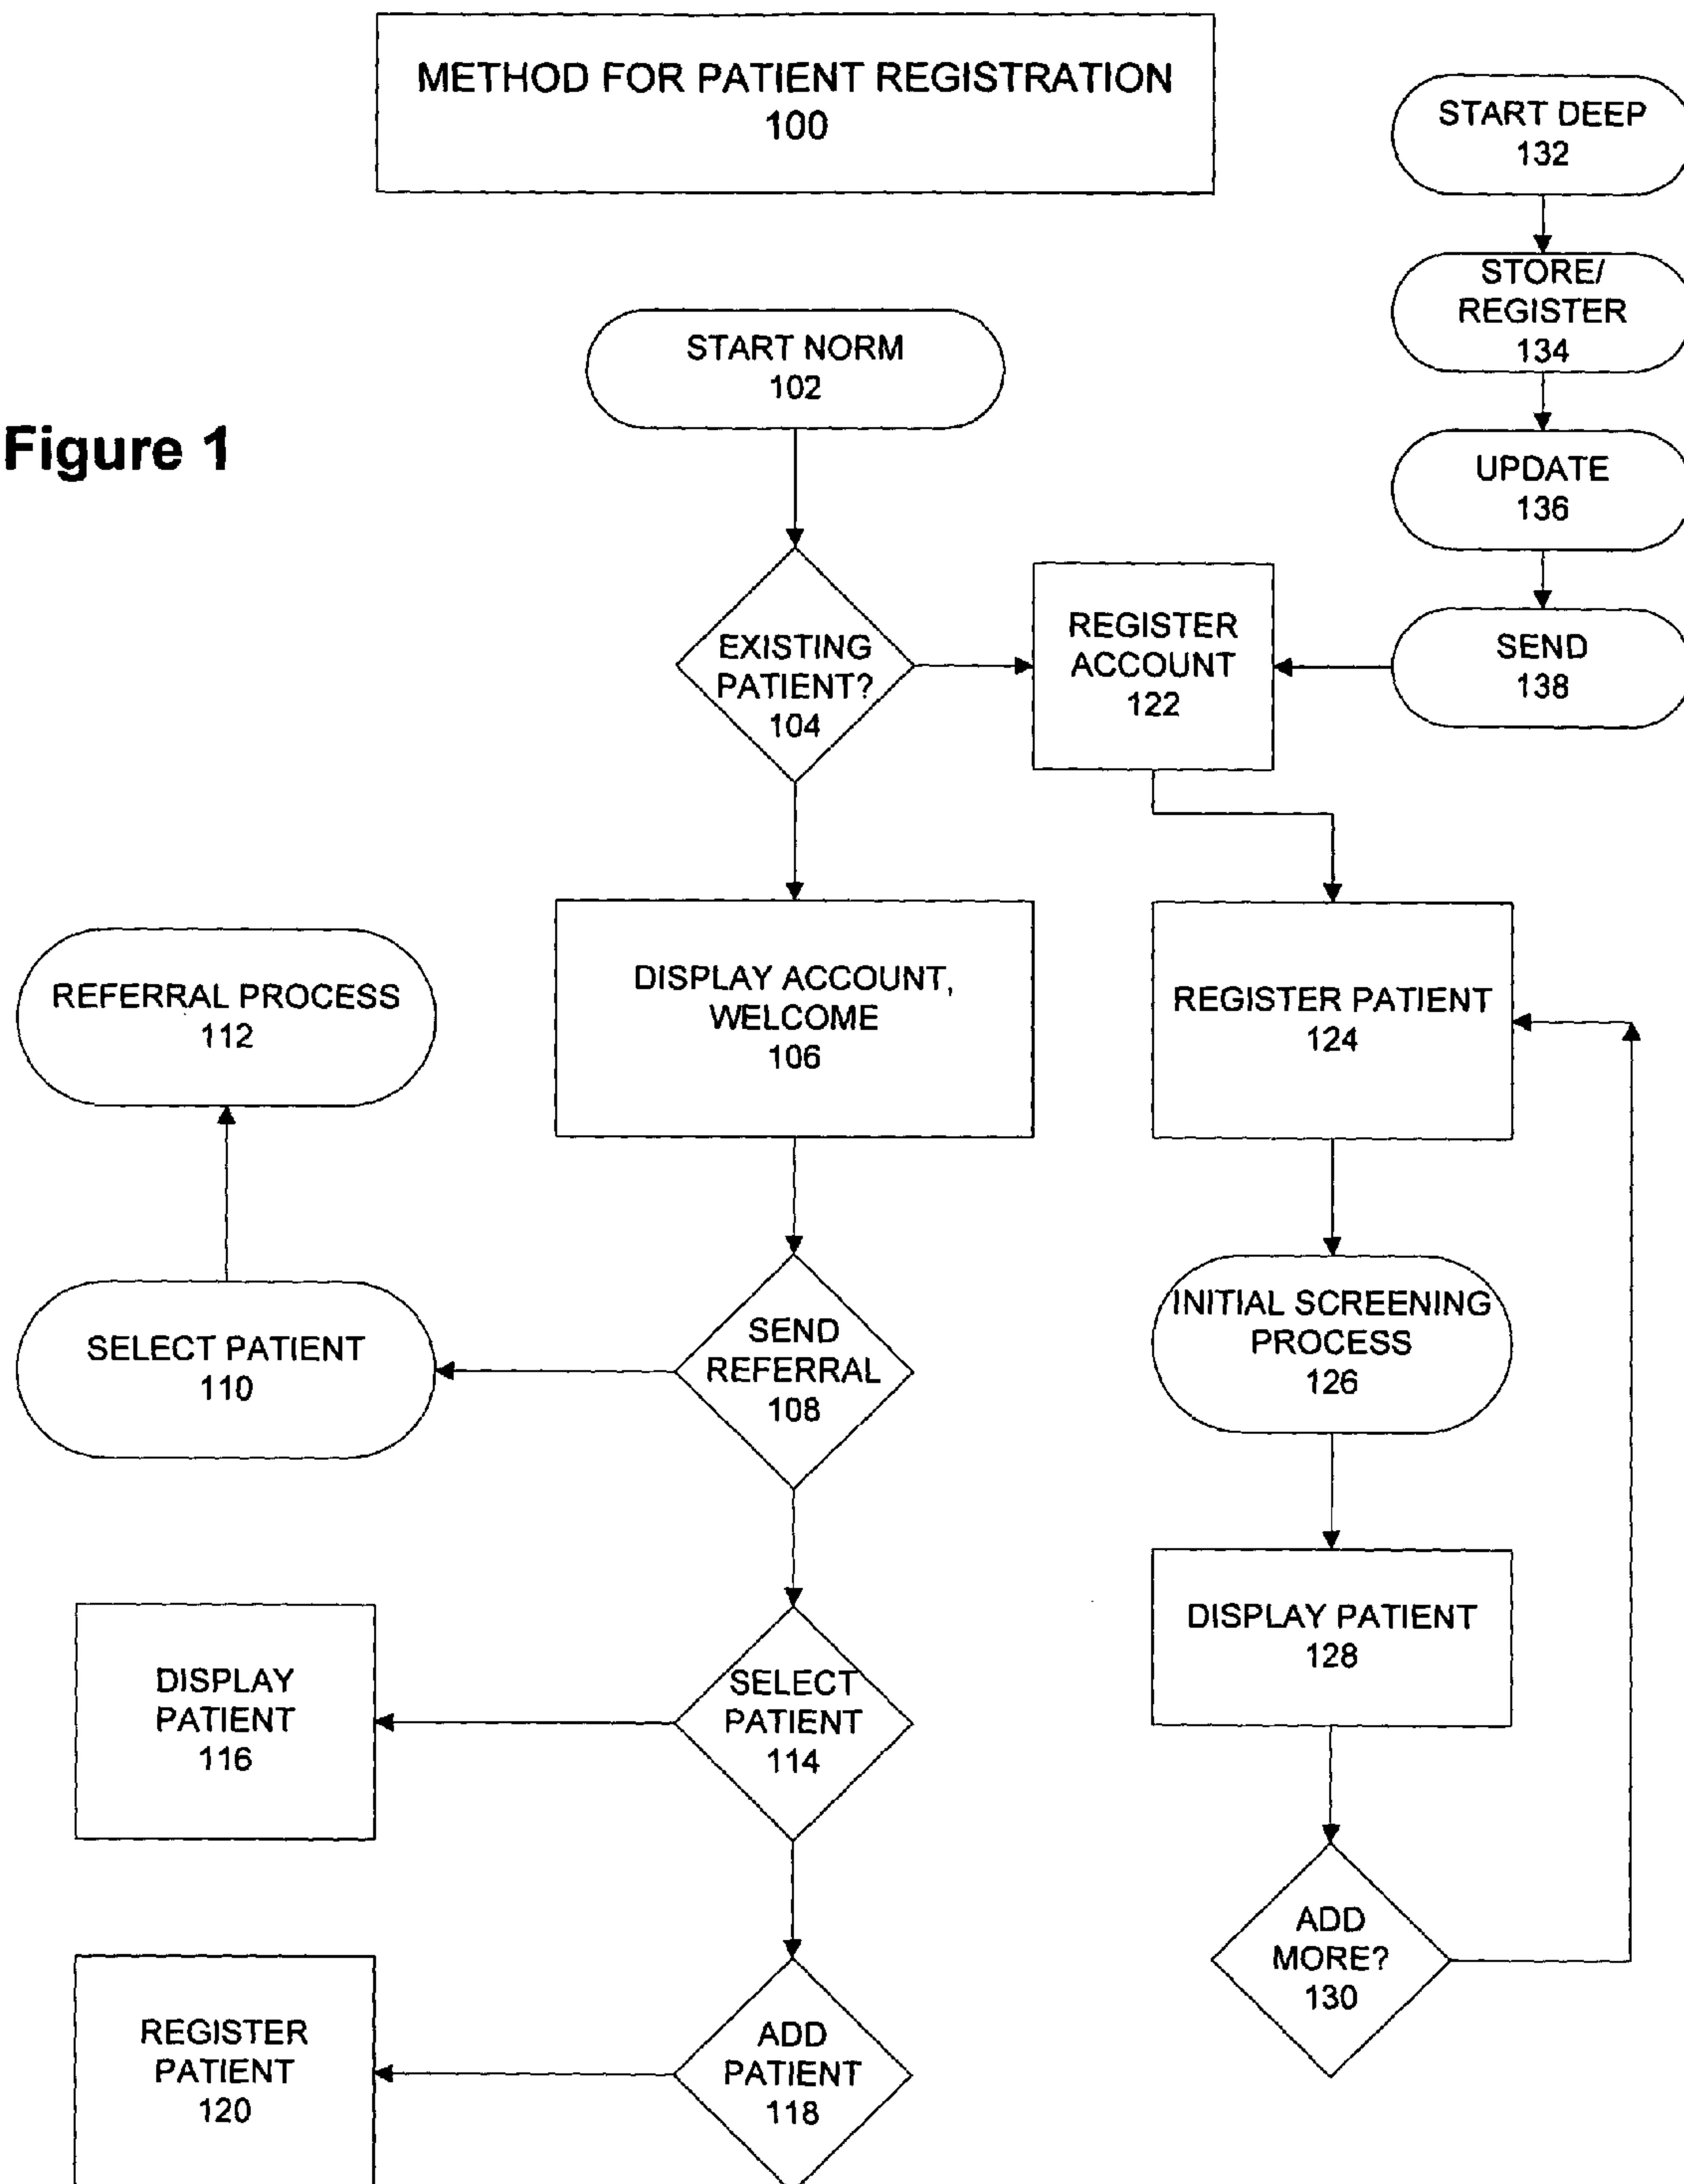 METHOD FOR PATIENT REGISTRATION
100
START DEEP
132
STORE/
REGISTER
134
START NORM
102
Figure 1
UPDATE
136
EXISTING
PATIENT?
104
REGISTER
ACCOUNT
122
SEND
138
REFERRAL PROCESS
112
DISPLAY ACCOUNT,
WELCOME
106
REGISTER PATIENT
124
SELECT PATIENT
110
SEND
REFERRAL
108
INITIAL SCREENING
PROCESS
126
DISPLAY
PATIENT
116
SELECT
PATIENT
114
DISPLAY PATIENT
128
ADD
MORE?
130
REGISTER
PATIENT
120
ADD
PATIENT
118